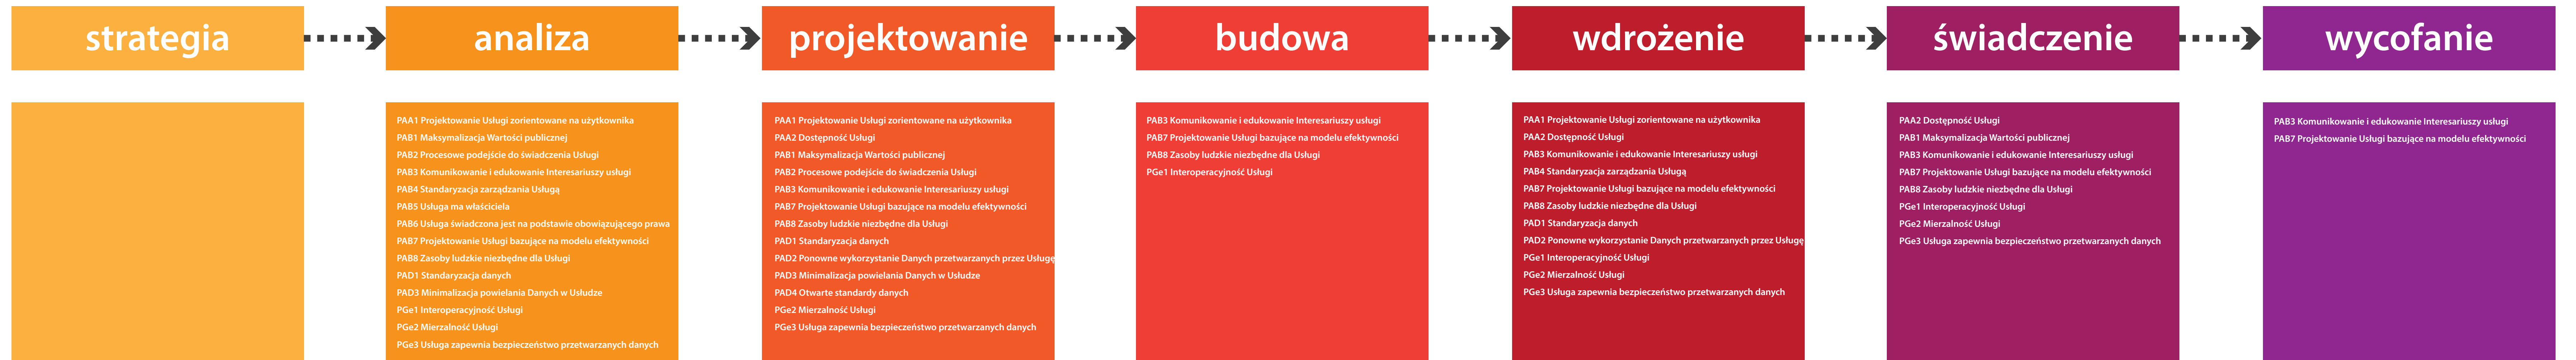 strategia
analiza
projektowanie
budowa
wdrożenie
świadczenie
wycofanie
PAA1 Projektowanie Usługi zorientowane na użytkownika
PAB1 Maksymalizacja Wartości publicznej
PAB2 Procesowe podejście do świadczenia Usługi
PAB3 Komunikowanie i edukowanie Interesariuszy usługi
PAB4 Standaryzacja zarządzania Usługą
PAB5 Usługa ma właściciela
PAB6 Usługa świadczona jest na podstawie obowiązującego prawa
PAB7 Projektowanie Usługi bazujące na modelu efektywności
PAB8 Zasoby ludzkie niezbędne dla Usługi
PAD1 Standaryzacja danych
PAD3 Minimalizacja powielania Danych w Usłudze
PGe1 Interoperacyjność Usługi
PGe2 Mierzalność Usługi
PGe3 Usługa zapewnia bezpieczeństwo przetwarzanych danych
PAA1 Projektowanie Usługi zorientowane na użytkownika
PAA2 Dostępność Usługi
PAB1 Maksymalizacja Wartości publicznej
PAB2 Procesowe podejście do świadczenia Usługi
PAB3 Komunikowanie i edukowanie Interesariuszy usługi
PAB7 Projektowanie Usługi bazujące na modelu efektywności
PAB8 Zasoby ludzkie niezbędne dla Usługi
PAD1 Standaryzacja danych
PAD2 Ponowne wykorzystanie Danych przetwarzanych przez Usługę
PAD3 Minimalizacja powielania Danych w Usłudze
PAD4 Otwarte standardy danych
PGe2 Mierzalność Usługi
PGe3 Usługa zapewnia bezpieczeństwo przetwarzanych danych
PAB3 Komunikowanie i edukowanie Interesariuszy usługi
PAB7 Projektowanie Usługi bazujące na modelu efektywności
PAB8 Zasoby ludzkie niezbędne dla Usługi
PGe1 Interoperacyjność Usługi
PAA1 Projektowanie Usługi zorientowane na użytkownika
PAA2 Dostępność Usługi
PAB3 Komunikowanie i edukowanie Interesariuszy usługi
PAB4 Standaryzacja zarządzania Usługą
PAB7 Projektowanie Usługi bazujące na modelu efektywności
PAB8 Zasoby ludzkie niezbędne dla Usługi
PAD1 Standaryzacja danych
PAD2 Ponowne wykorzystanie Danych przetwarzanych przez Usługę
PGe1 Interoperacyjność Usługi
PGe2 Mierzalność Usługi
PGe3 Usługa zapewnia bezpieczeństwo przetwarzanych danych
PAA2 Dostępność Usługi
PAB1 Maksymalizacja Wartości publicznej
PAB3 Komunikowanie i edukowanie Interesariuszy usługi
PAB7 Projektowanie Usługi bazujące na modelu efektywności
PAB8 Zasoby ludzkie niezbędne dla Usługi
PGe1 Interoperacyjność Usługi
PGe2 Mierzalność Usługi
PGe3 Usługa zapewnia bezpieczeństwo przetwarzanych danych
PAB3 Komunikowanie i edukowanie Interesariuszy usługi
PAB7 Projektowanie Usługi bazujące na modelu efektywności